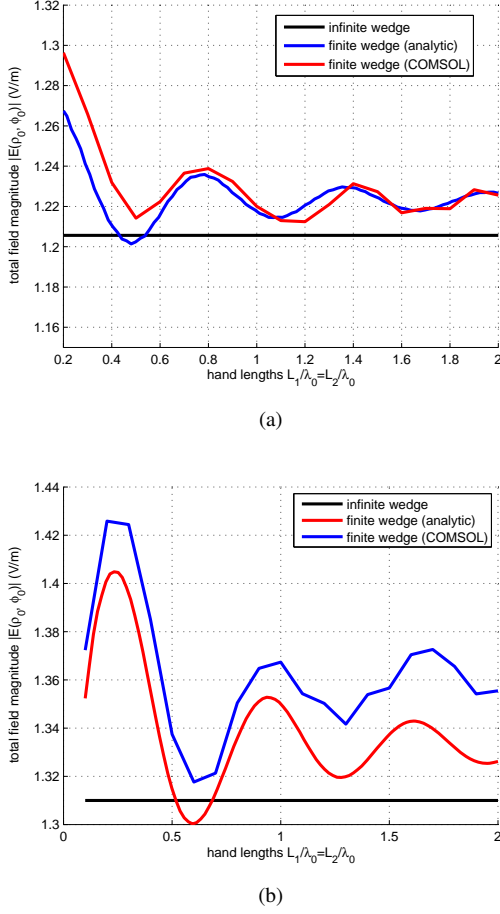 1.32
infinite wedge
finite wedge (analytic)
finite wedge (COMSOL)
1.3
1.28
1.26
1.24
1.22
1.2
1.18
1.16
total field magnitude |E(ρ₀, ϕ₀)| (V/m)
0.2 0.4 0.6 0.8 1 1.2 1.4 1.6 1.8 2
hand lengths L₁/λ₀=L₂/λ₀
(a)
1.44
infinite wedge
finite wedge (analytic)
finite wedge (COMSOL)
1.42
1.4
1.38
1.36
1.34
1.32
1.3
total field magnitude |E(ρ₀, ϕ₀)| (V/m)
0 0.5 1 1.5 2
hand lengths L₁/λ₀=L₂/λ₀
(b)